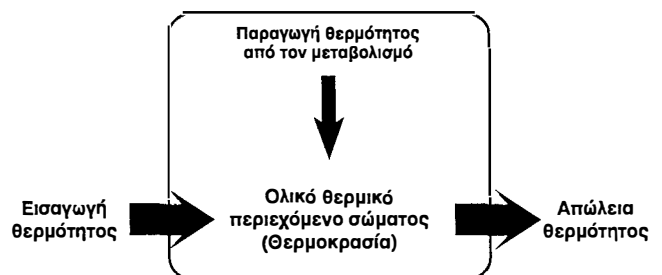 Παραγωγή θερμότητος
από τον μεταβολισμό
Εισαγωγή
θερμότητος
Ολικό θερμικό
περιεχόμενο σώματος
(Θερμοκρασία)
Απώλεια
θερμότητος